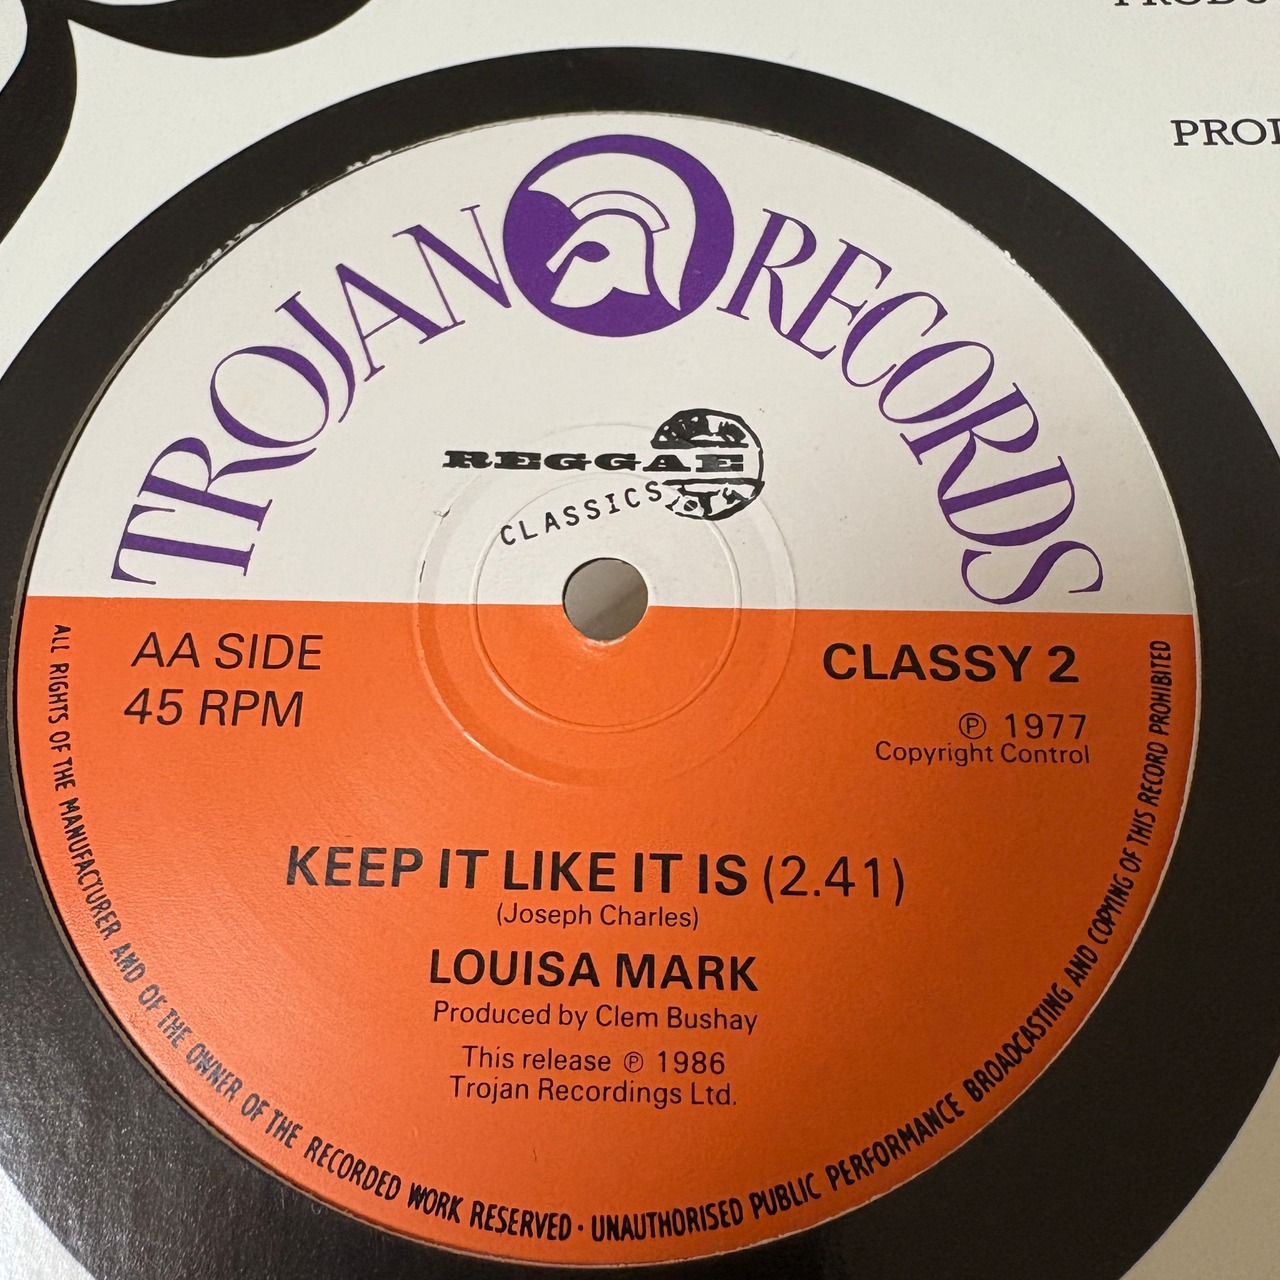 PRODU
PROD
TROJAN RECORDS
REGGAE
CLASSICS
AA SIDE
45 RPM
CLASSY 2
℗ 1977
Copyright Control
KEEP IT LIKE IT IS (2.41)
(Joseph Charles)
LOUISA MARK
Produced by Clem Bushay
This release ℗ 1986
Trojan Recordings Ltd.
ALL RIGHTS OF THE MANUFACTURER AND OF THE OWNER OF THE RECORDED WORK RESERVED · UNAUTHORISED PUBLIC PERFORMANCE BROADCASTING AND COPYING OF THIS RECORD PROHIBITED